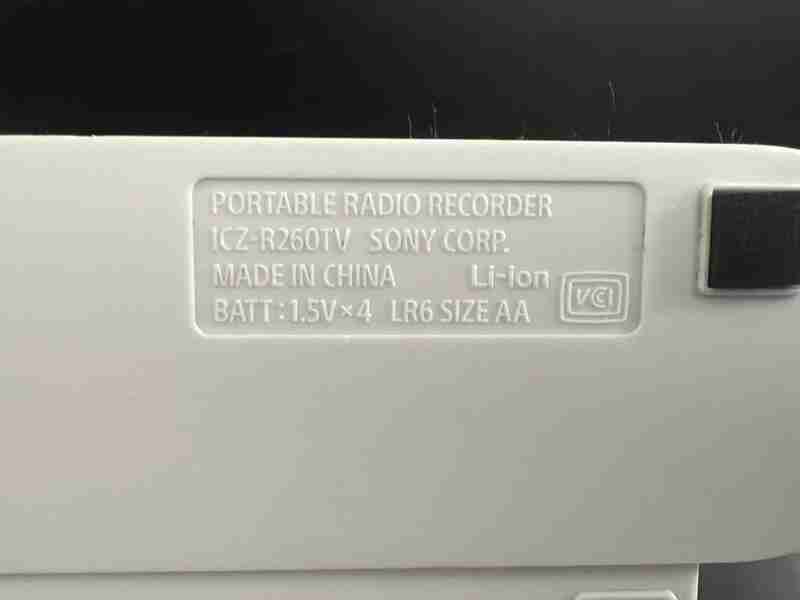 PORTABLE RADIO RECORDER
ICZ-R260TV SONY CORP.
MADE IN CHINA Li-ion
BATT:1.5V×4 LR6 SIZE AA VCCI